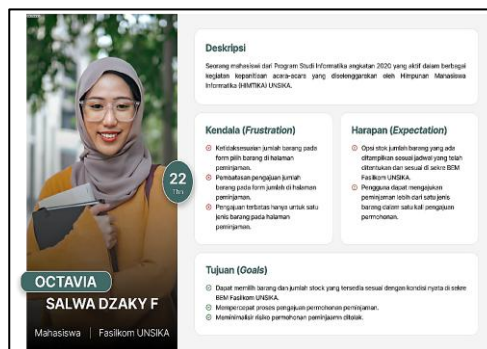 Deskripsi
Seorang mahasiswi dari Program Studi Informatika angkatan 2020 yang aktif dalam berbagai
kegiatan kepanitiaan acara-acara yang diselenggarakan oleh Himpunan Mahasiswa
Informatika (HIMTIKA) UNSIKA.
Kendala (Frustration)
Ketidaksesuaian jumlah barang pada
form pilih barang di halaman
peminjaman.
Pembatasan pengajuan jumlah
barang pada form jumlah di halaman
peminjaman.
Pengajuan terbatas hanya untuk satu
jenis barang pada halaman
peminjaman.
Harapan (Expectation)
Opsi stok jumlah barang yang ada
ditampilkan sesuai jadwal yang telah
ditentukan dan sesuai di sekre BEM
Fasilkom UNSIKA.
Pengguna dapat mengajukan
peminjaman lebih dari satu jenis
barang dalam satu kali pengajuan
permohonan.
22
Thn
OCTAVIA
SALWA DZAKY F
Mahasiswa | Fasilkom UNSIKA
Tujuan (Goals)
Dapat memilih barang dan jumlah stock yang tersedia sesuai dengan kondisi nyata di sekre
BEM Fasilkom UNSIKA.
Mempercepat proses pengajuan permohonan peminjaman.
Meminimalisir risiko permohonan peminjaman ditolak.